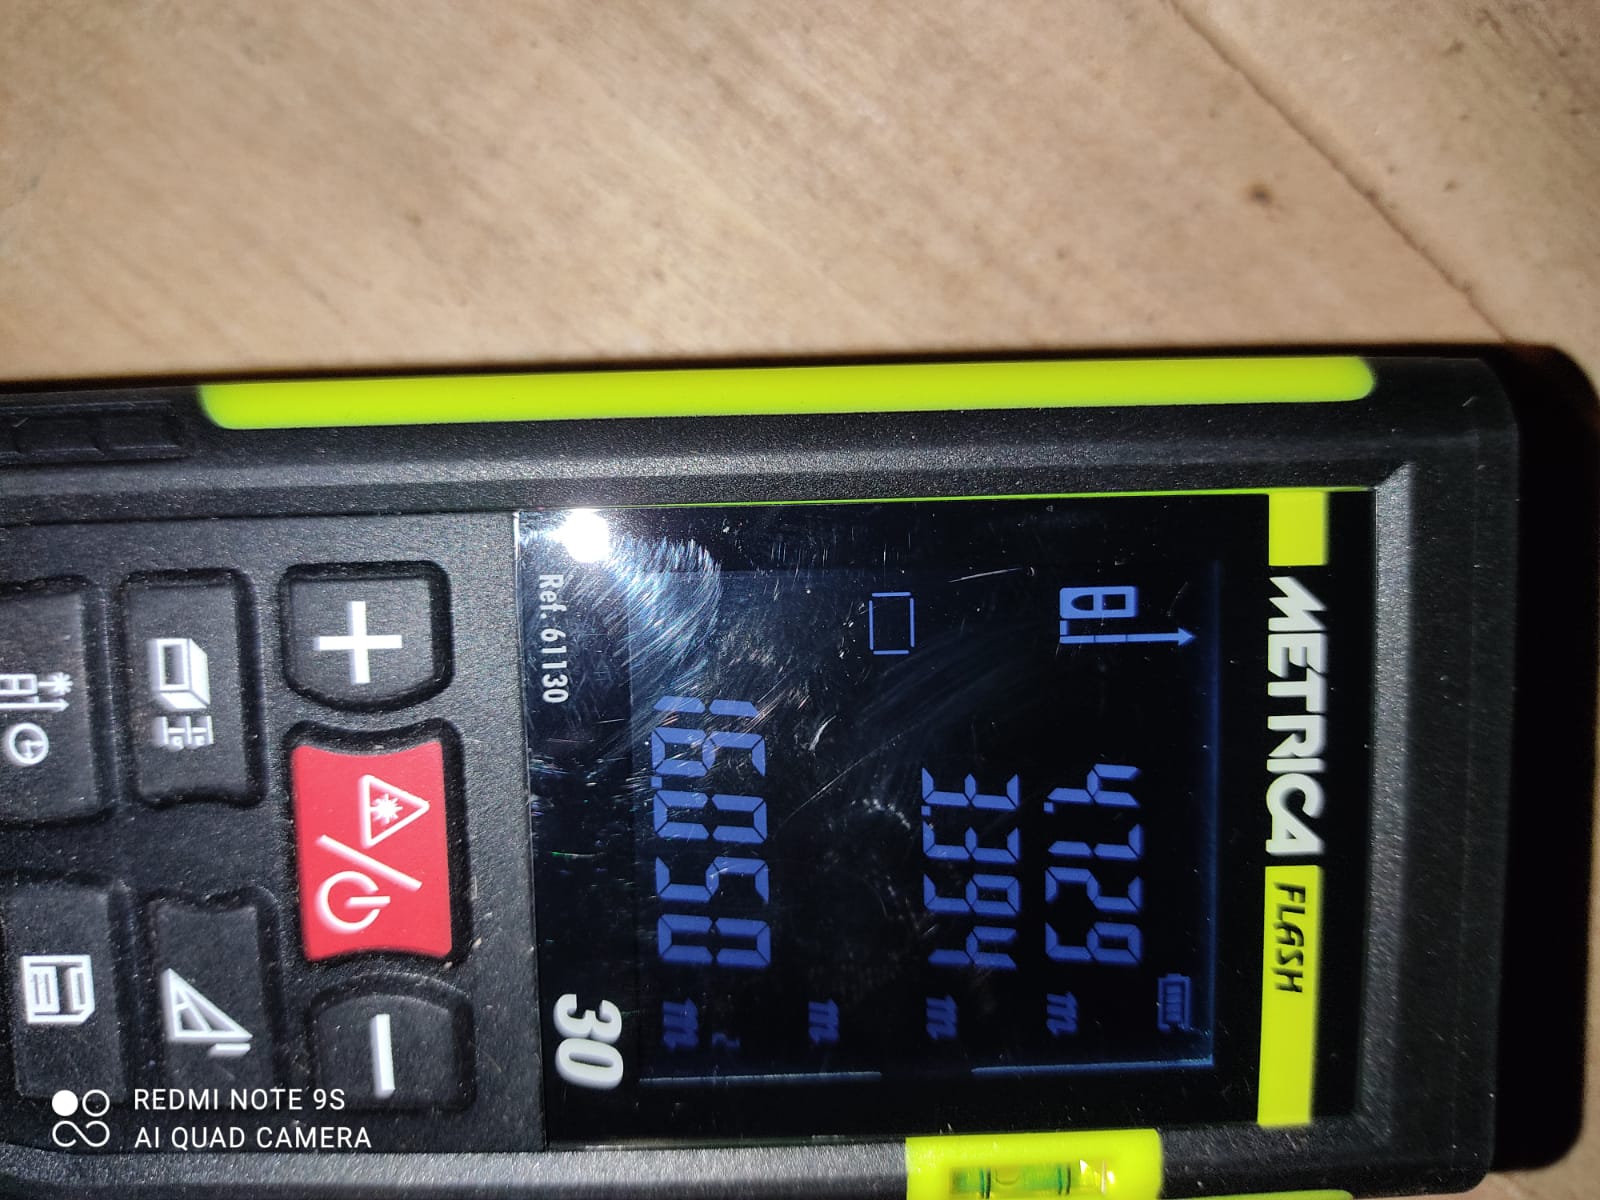 METRICA FLASH
4.729 m
3.394 m
m
16.050 m²
Ref. 61130
30
REDMI NOTE 9S
AI QUAD CAMERA